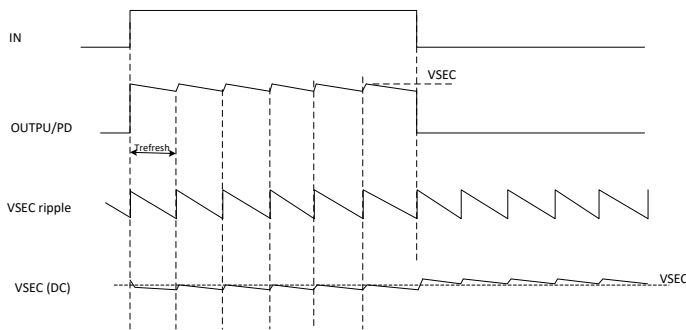 IN
VSEC
OUTPU/PD
Trefresh
VSEC ripple
VSEC
VSEC (DC)